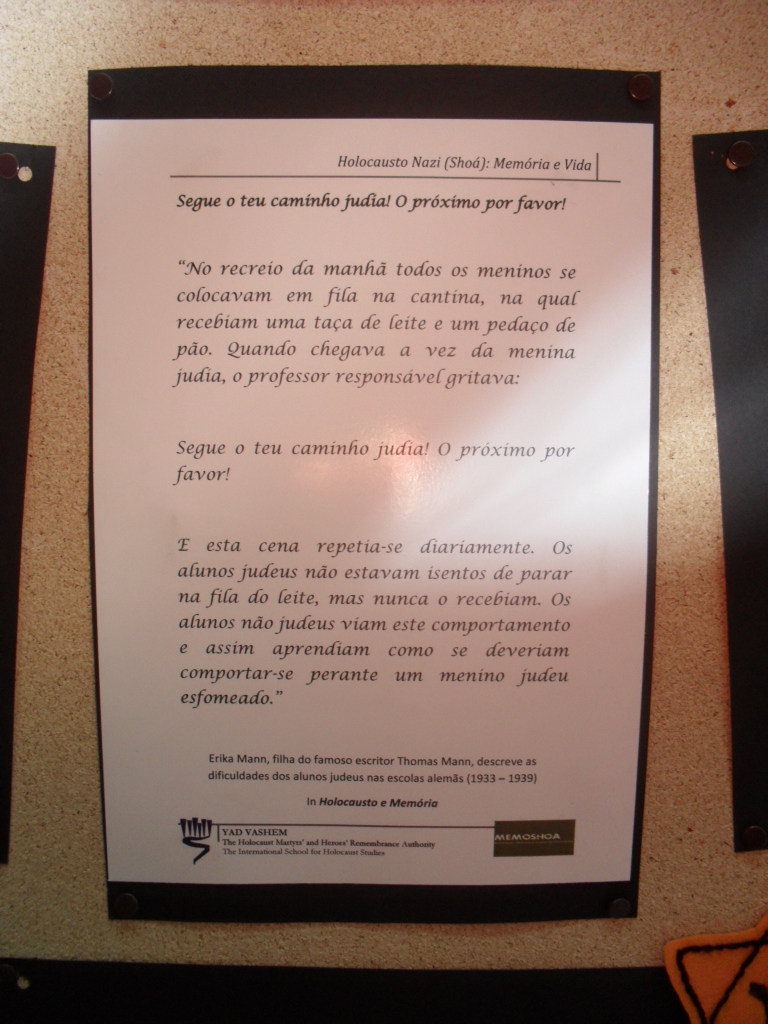 Holocausto Nazi (Shoá): Memória e Vida
Segue o teu caminho judia! O próximo por favor!
“No recreio da manhã todos os meninos se
colocavam em fila na cantina, na qual
recebiam uma taça de leite e um pedaço de
pão. Quando chegava a vez da menina
judia, o professor responsável gritava:
Segue o teu caminho judia! O próximo por
favor!
E esta cena repetia-se diariamente. Os
alunos judeus não estavam isentos de parar
na fila do leite, mas nunca o recebiam. Os
alunos não judeus viam este comportamento
e assim aprendiam como se deveriam
comportar-se perante um menino judeu
esfomeado.”
Erika Mann, filha do famoso escritor Thomas Mann, descreve as
dificuldades dos alunos judeus nas escolas alemãs (1933 – 1939)
In Holocausto e Memória
YAD VASHEM
The Holocaust Martyrs' and Heroes' Remembrance Authority
The International School for Holocaust Studies
MEMOSHOA